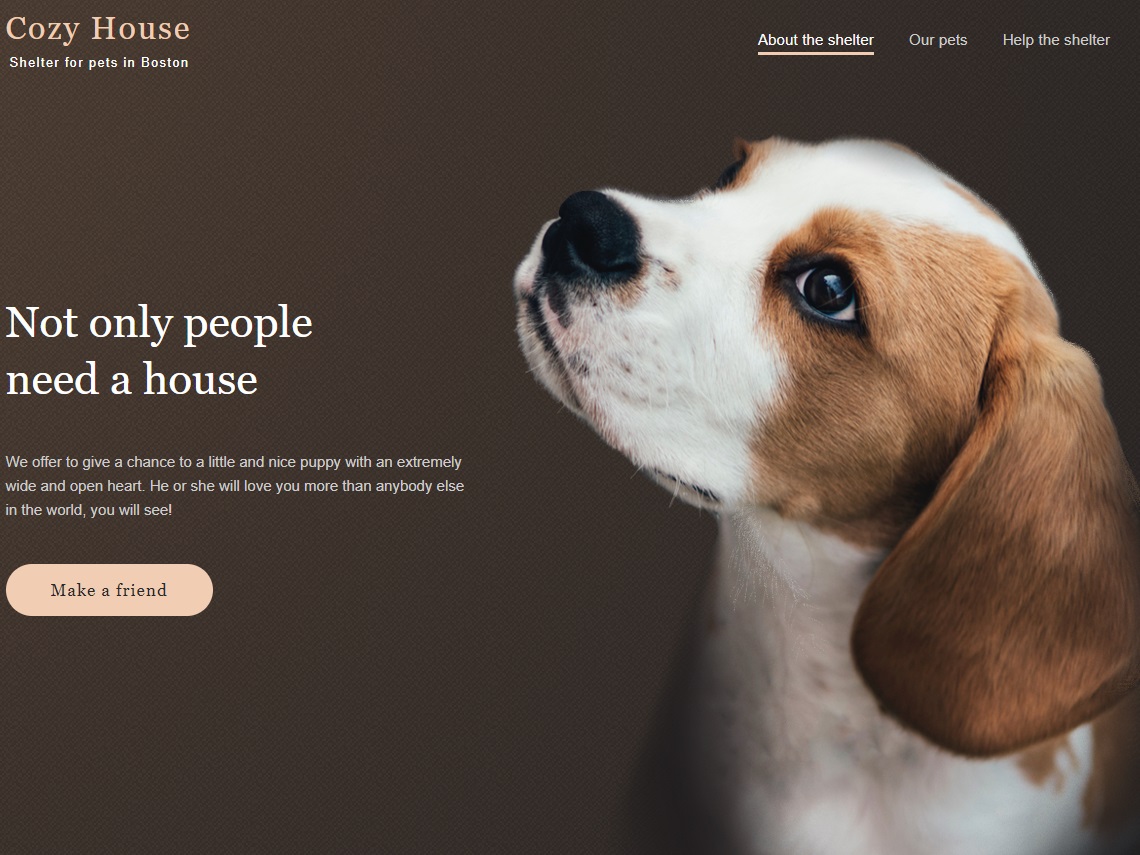 Cozy House
Shelter for pets in Boston
About the shelter
Our pets
Help the shelter
Not only people
need a house
We offer to give a chance to a little and nice puppy with an extremely
wide and open heart. He or she will love you more than anybody else
in the world, you will see!
Make a friend